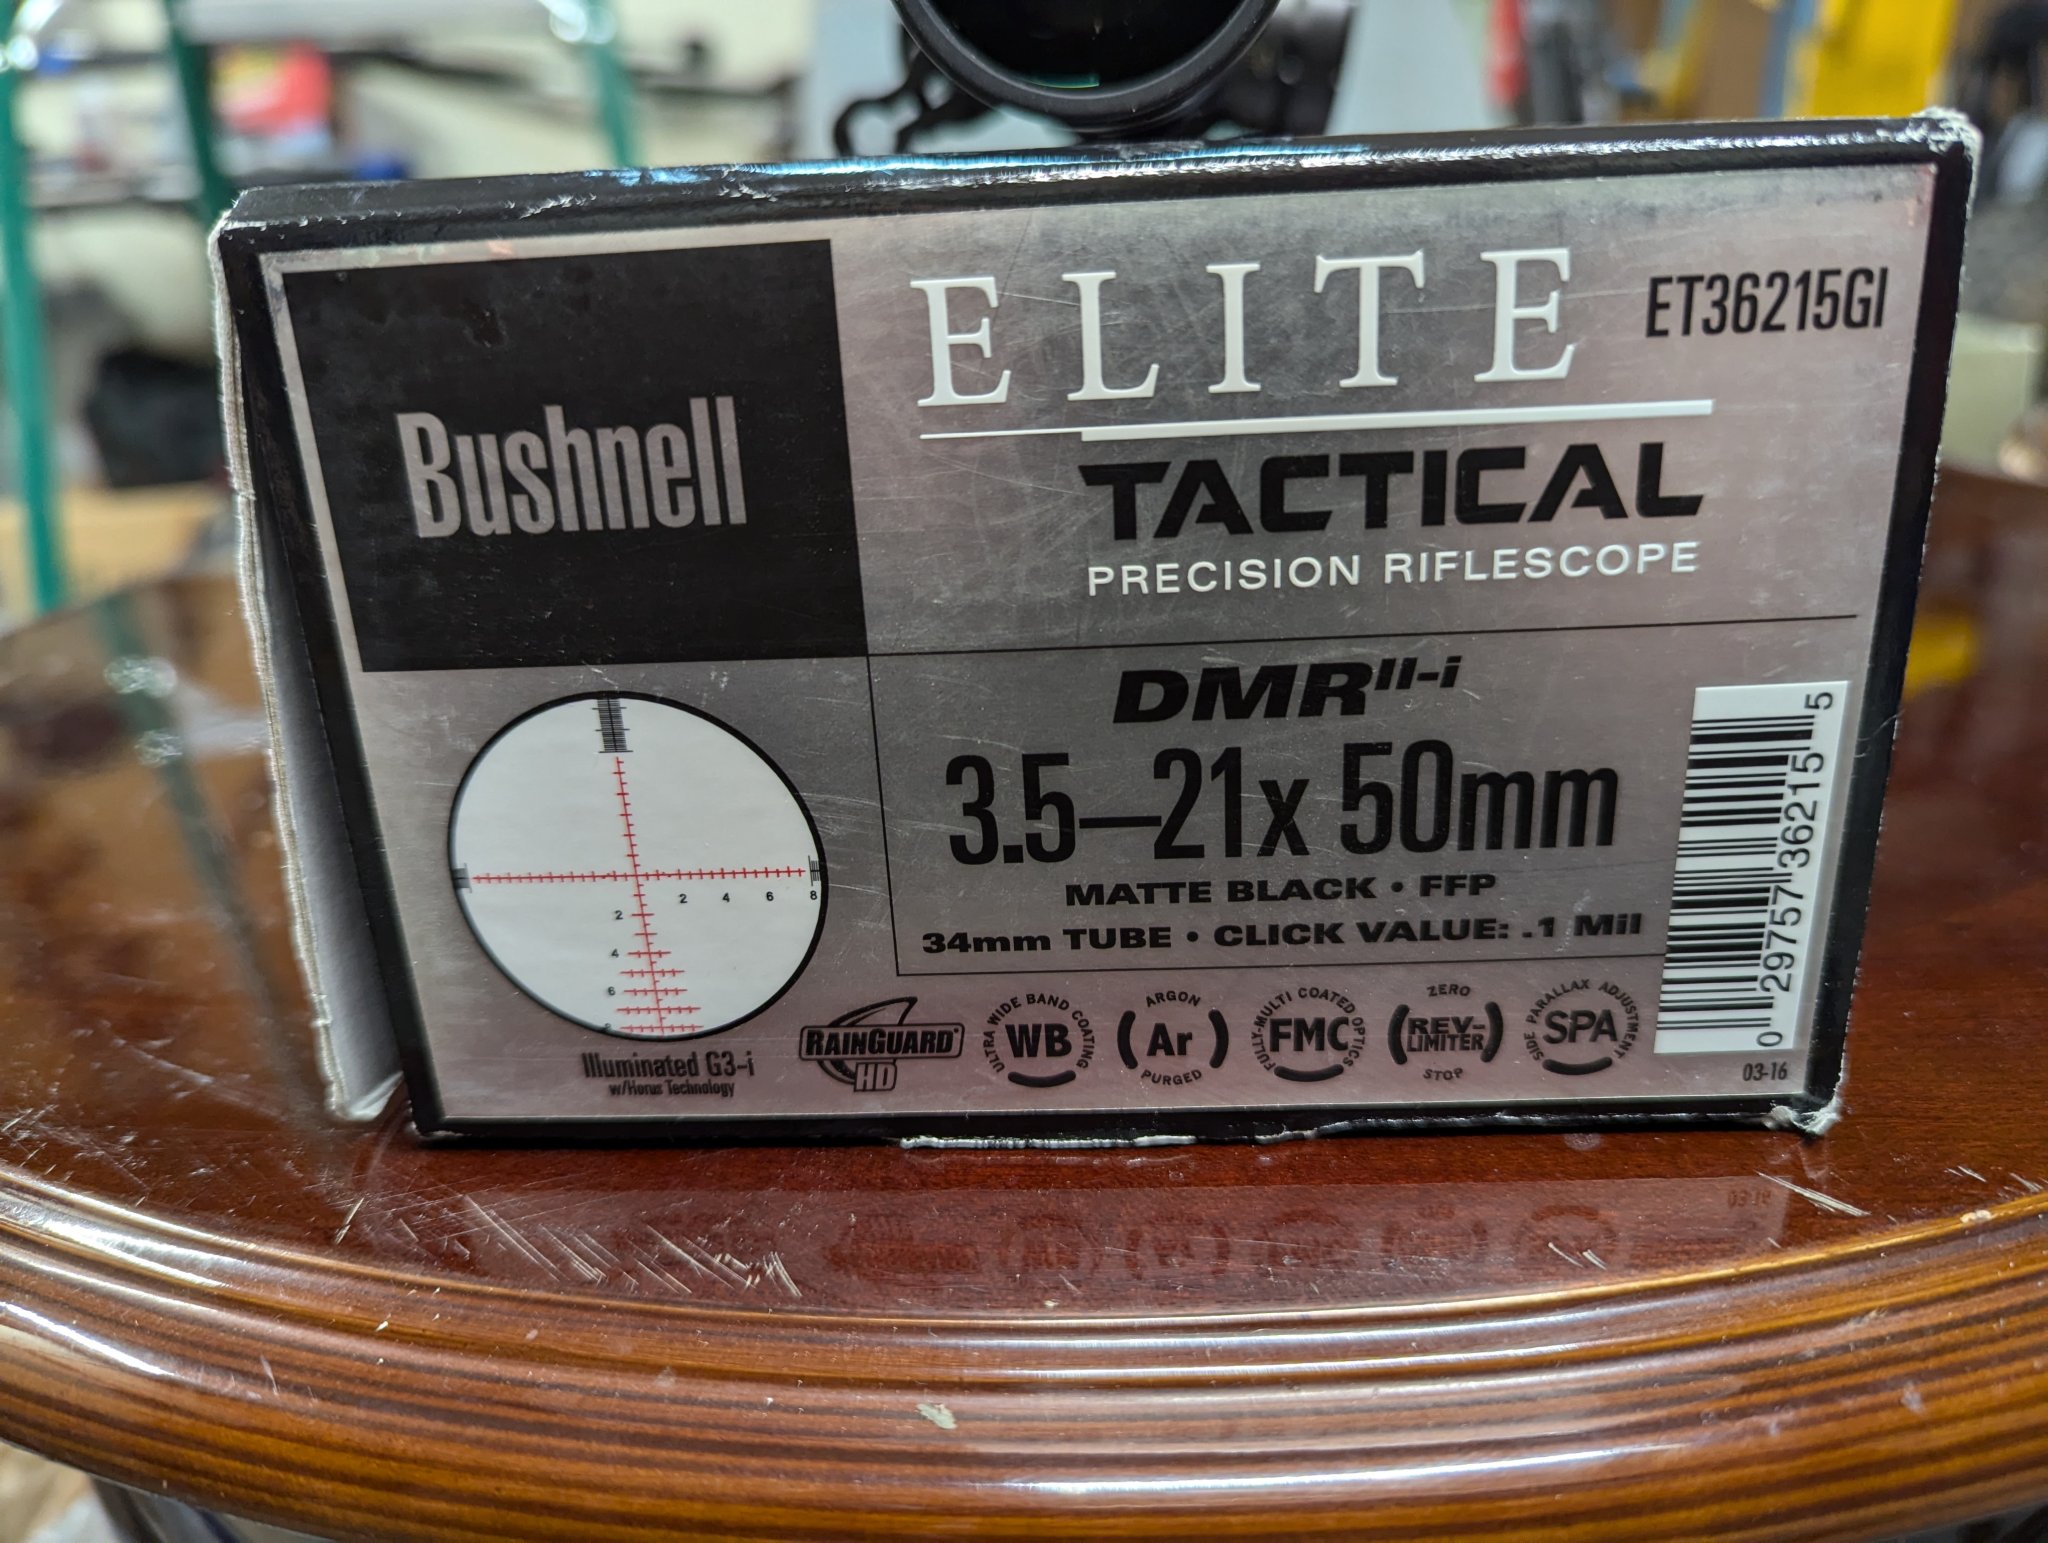 Bushnell
ELITE
ET36215GI
TACTICAL
PRECISION RIFLESCOPE
DMRII-i
3.5—21x 50mm
MATTE BLACK • FFP
34mm TUBE • CLICK VALUE: .1 Mil
2 4 6 8
2
4
6
8
Illuminated G3-i
w/Horus Technology
RAINGUARD®
HD
ULTRA WIDE BAND COATING
WB
ARGON
Ar
PURGED
FULLY-MULTI COATED OPTICS
FMC
ZERO
REV-
LIMITER
STOP
SIDE PARALLAX ADJUSTMENT
SPA
0 29757 36215 5
03-16